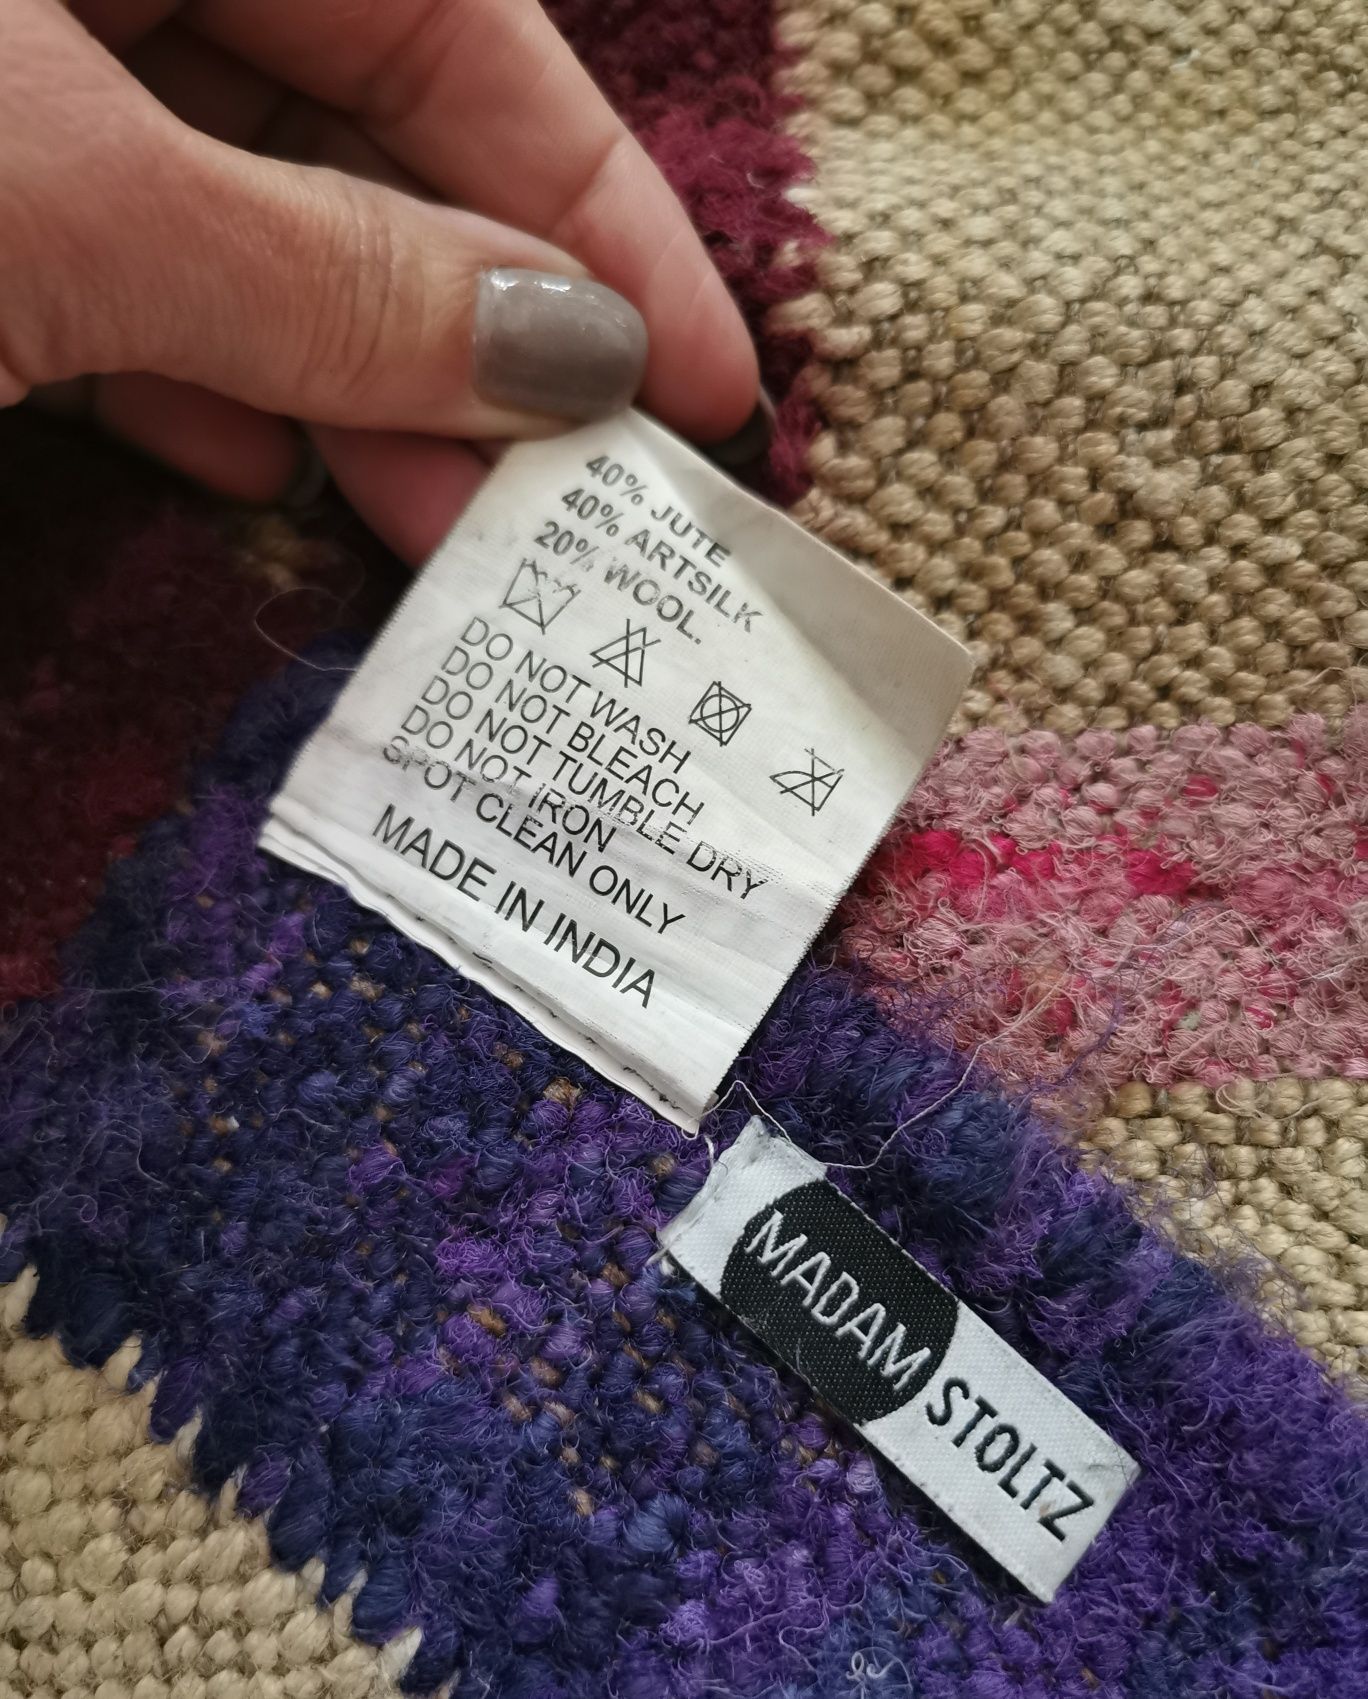 40% JUTE
40% ARTSILK
20% WOOL.
DO NOT WASH
DO NOT BLEACH
DO NOT TUMBLE DRY
DO NOT IRON
SPOT CLEAN ONLY
MADE IN INDIA
MADAM STOLTZ